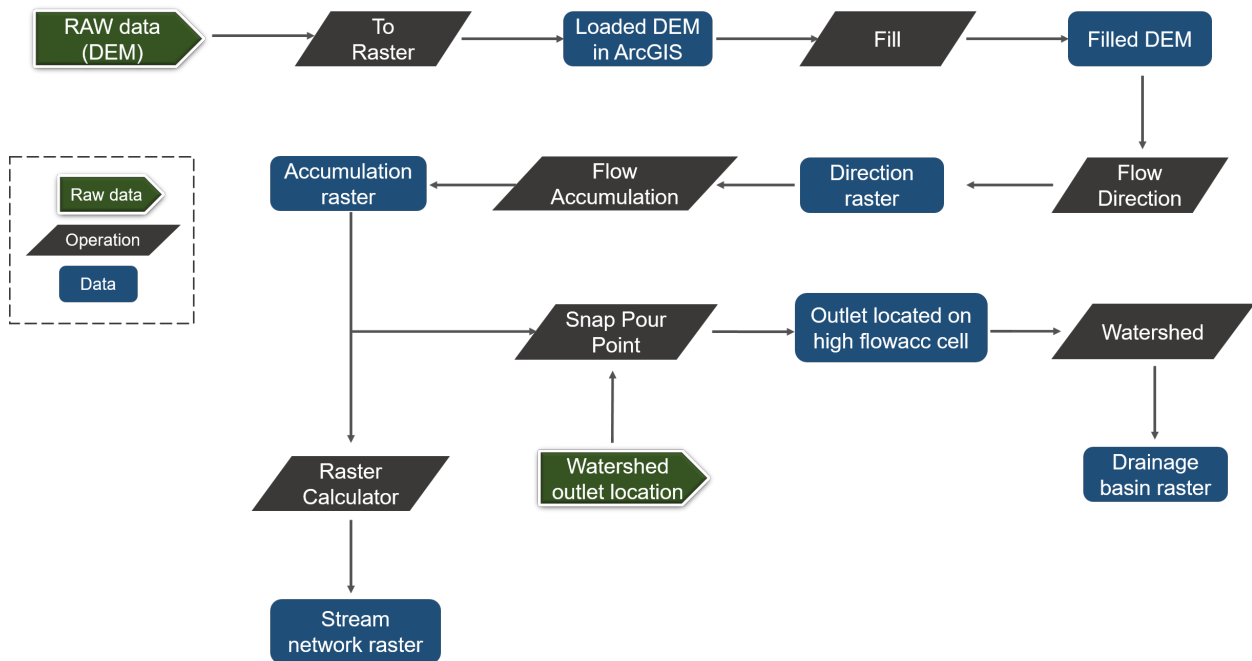 RAW data
(DEM)
To
Raster
Loaded DEM
in ArcGIS
Fill
Filled DEM
Accumulation
raster
Flow
Accumulation
Direction
raster
Flow
Direction
Raw data
Operation
Data
Snap Pour
Point
Outlet located on
high flowacc cell
Watershed
Raster
Calculator
Watershed
outlet location
Drainage
basin raster
Stream
network raster